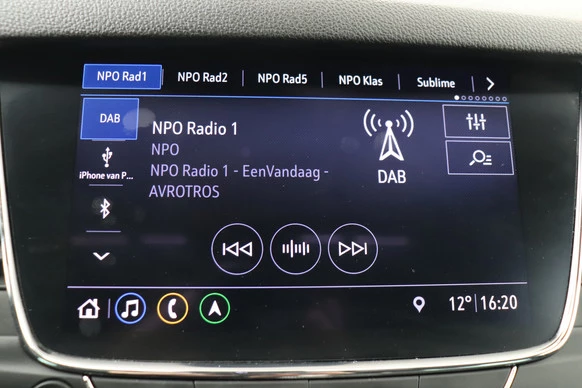 NPO Rad1 NPO Rad2 NPO Rad5 NPO Klas Sublime
DAB
NPO Radio 1
NPO
NPO Radio 1 - EenVandaag -
AVROTROS
DAB
iPhone van P...
12° 16:20